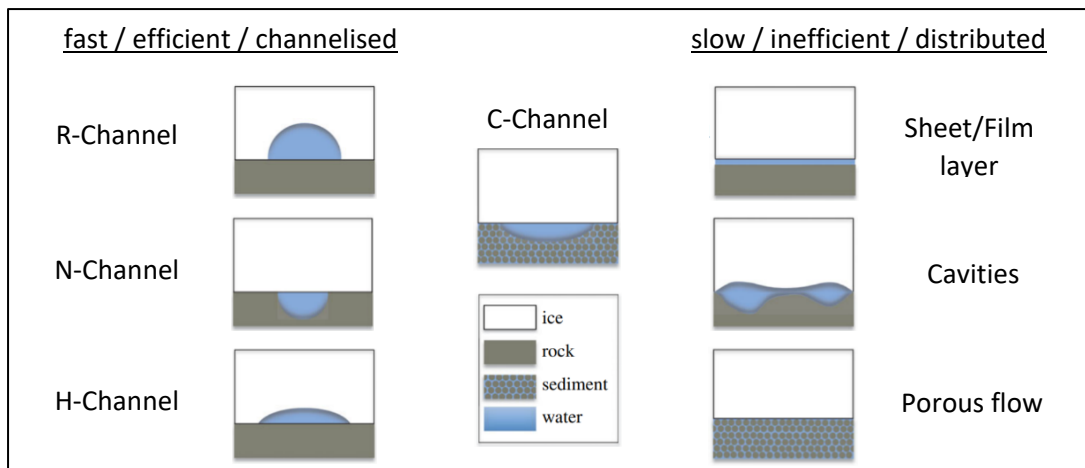 fast / efficient / channelised
slow / inefficient / distributed
R-Channel
N-Channel
H-Channel
C-Channel
ice
rock
sediment
water
Sheet/Film
layer
Cavities
Porous flow